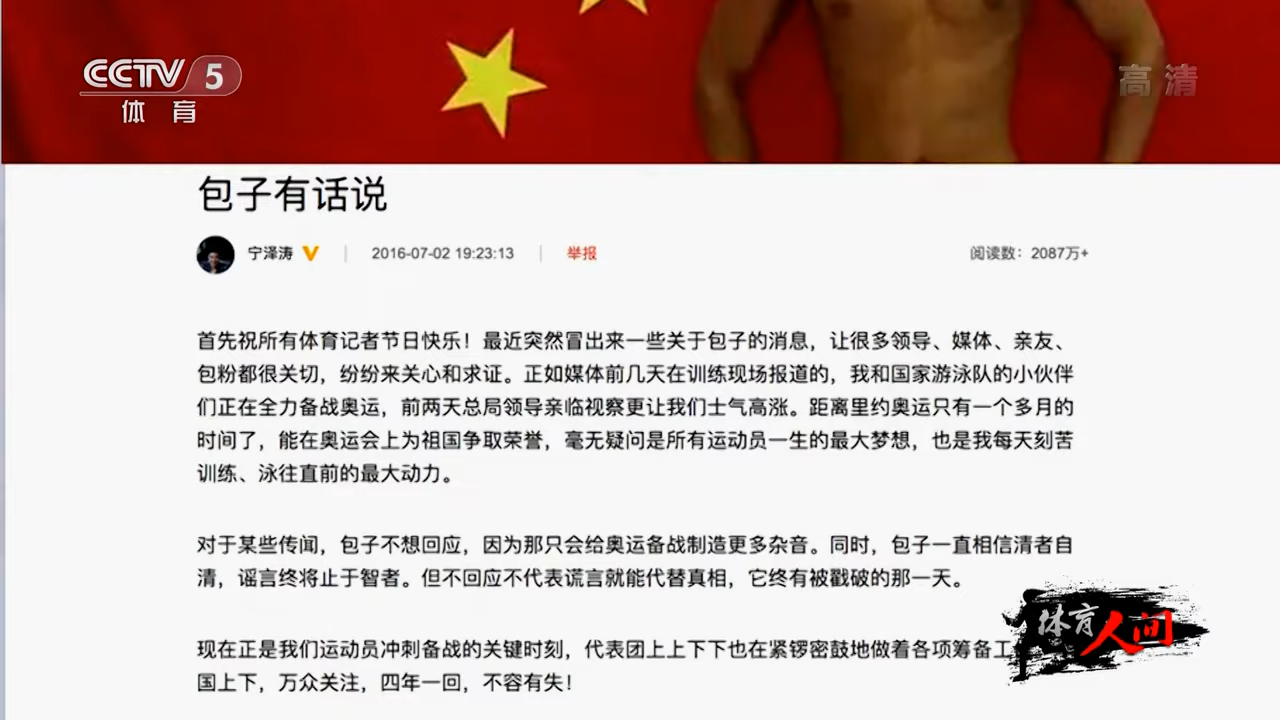 CCTV 5
体育
高清
包子有话说
宁泽涛 V | 2016-07-02 19:23:13 | 举报 阅读数：2087万+
首先祝所有体育记者节日快乐！最近突然冒出来一些关于包子的消息，让很多领导、媒体、亲友、
包粉都很关切，纷纷来关心和求证。正如媒体前几天在训练现场报道的，我和国家游泳队的小伙伴
们正在全力备战奥运，前两天总局领导亲临视察更让我们士气高涨。距离里约奥运只有一个多月的
时间了，能在奥运会上为祖国争取荣誉，毫无疑问是所有运动员一生的最大梦想，也是我每天刻苦
训练、泳往直前的最大动力。
对于某些传闻，包子不想回应，因为那只会给奥运备战制造更多杂音。同时，包子一直相信清者自
清，谣言终将止于智者。但不回应不代表谎言就能代替真相，它终有被戳破的那一天。
现在正是我们运动员冲刺备战的关键时刻，代表团上上下下也在紧锣密鼓地做着各项筹备工
国上下，万众关注，四年一回，不容有失！
体育人间